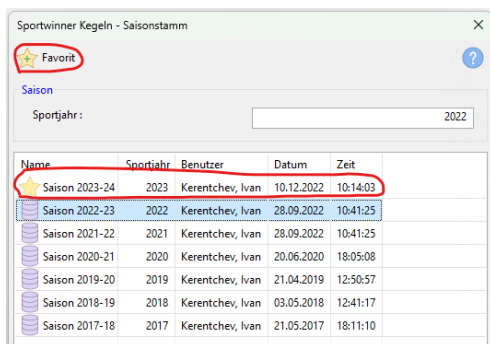 Sportwinner Kegeln - Saisonstamm
Favorit
?
Saison
Sportjahr :
2022
Name Sportjahr Benutzer Datum Zeit
Saison 2023-24 2023 Kerentchev, Ivan 10.12.2022 10:14:03
Saison 2022-23 2022 Kerentchev, Ivan 28.09.2022 10:41:25
Saison 2021-22 2021 Kerentchev, Ivan 28.09.2022 10:41:25
Saison 2020-21 2020 Kerentchev, Ivan 20.06.2020 18:05:08
Saison 2019-20 2019 Kerentchev, Ivan 21.04.2019 12:50:57
Saison 2018-19 2018 Kerentchev, Ivan 03.05.2018 12:41:17
Saison 2017-18 2017 Kerentchev, Ivan 21.05.2017 18:11:10